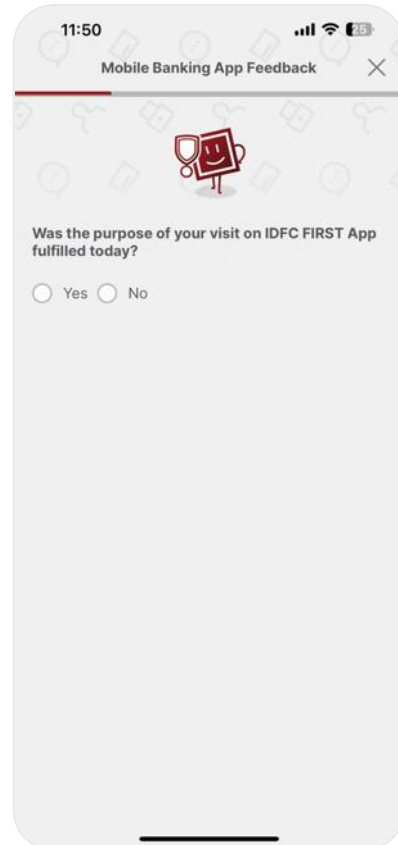 11:50
25
Mobile Banking App Feedback
Was the purpose of your visit on IDFC FIRST App
fulfilled today?
Yes No